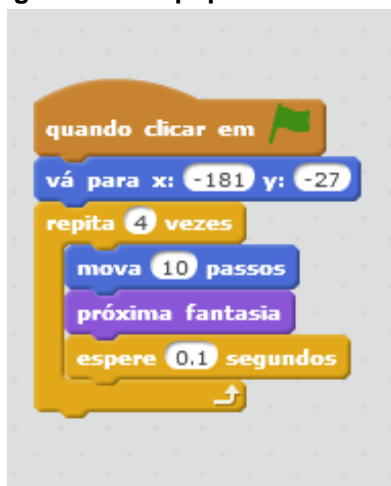 quando clicar em
vá para x: -181 y: -27
repita 4 vezes
mova 10 passos
próxima fantasia
espere 0.1 segundos